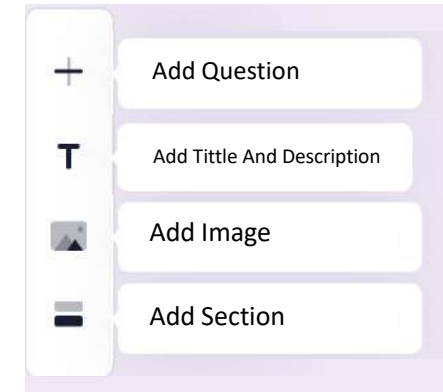 Add Question
T
Add Tittle And Description
Add Image
Add Section